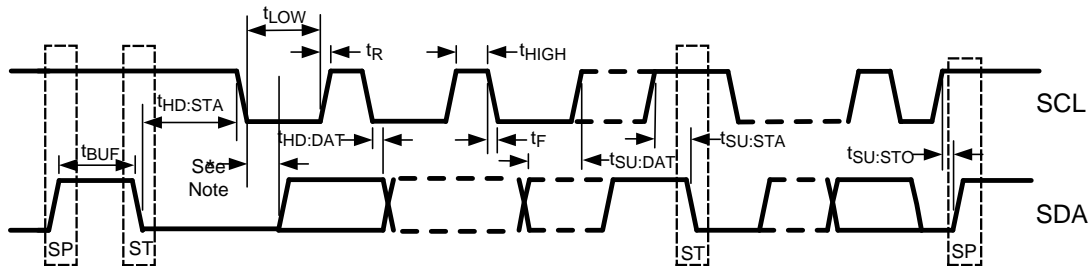 tLOW
tR
tHIGH
SCL
tHD:STA
tHD:DAT
tF
tSU:STA
tBUF
See
Note
*
tSU:DAT
tSU:STO
SDA
SP
ST
ST
SP